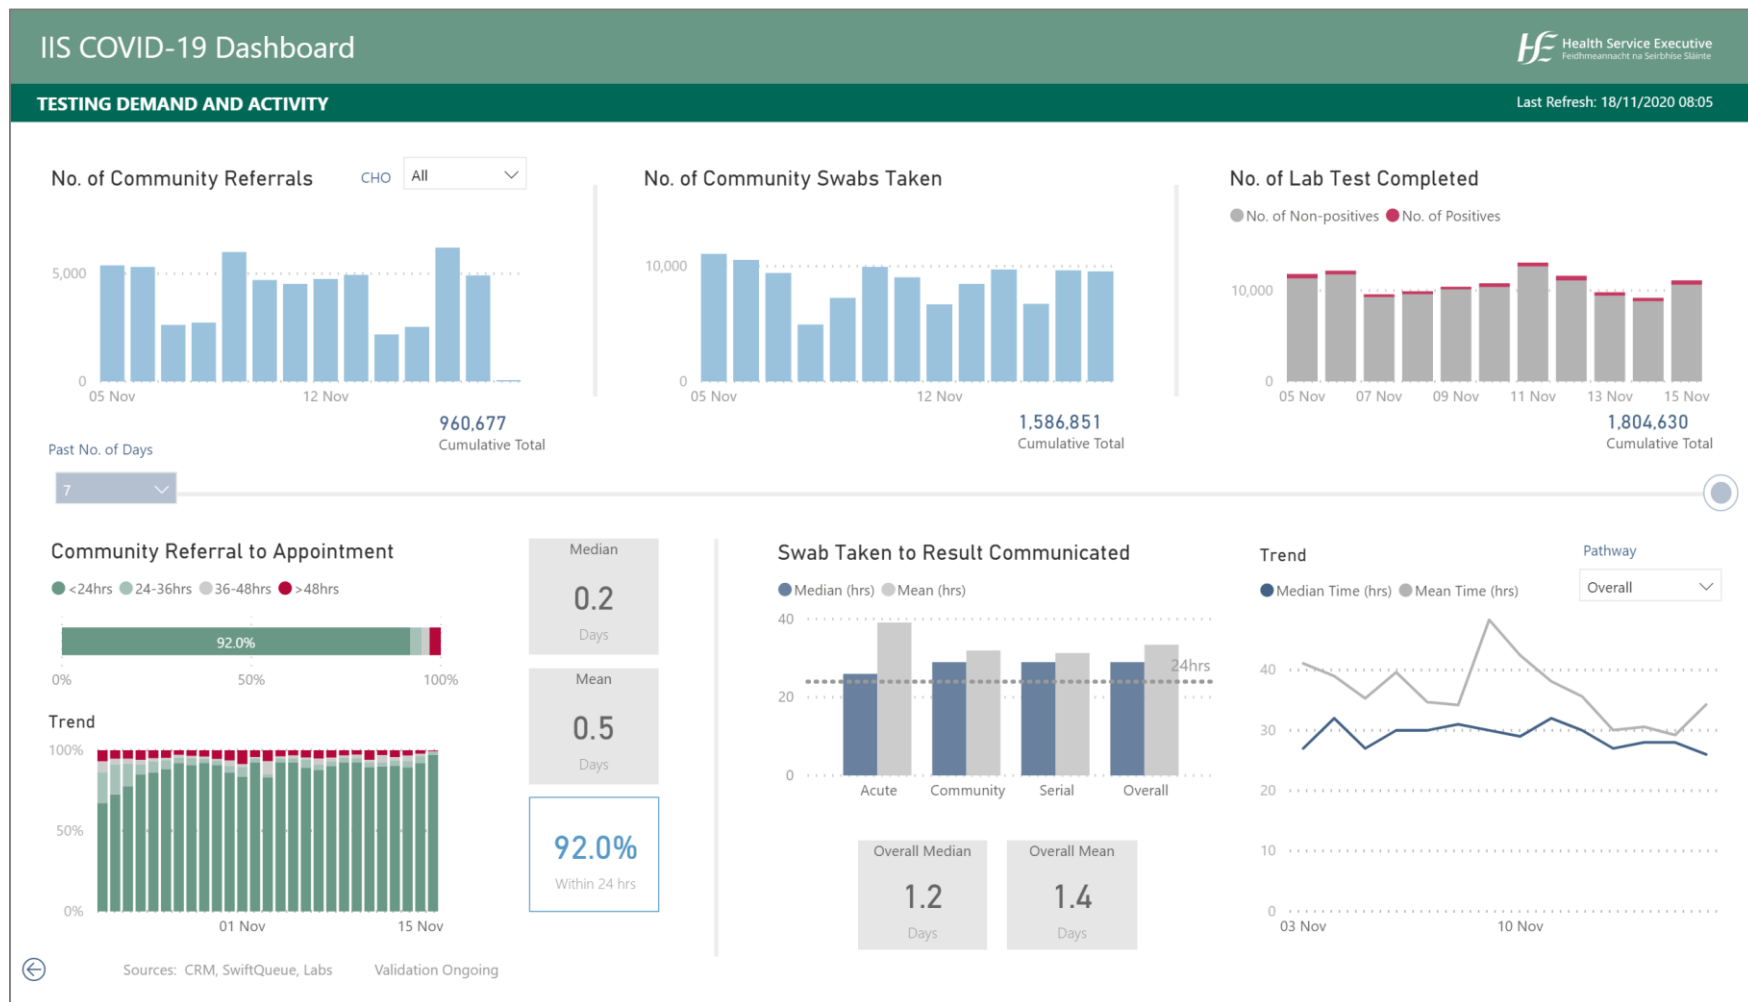 IIS COVID-19 Dashboard
Health Service Executive
Feidhmeannacht na Seirbhíse Sláinte
TESTING DEMAND AND ACTIVITY
Last Refresh: 18/11/2020 08:05
No. of Community Referrals
CHO
All
5,000
0
05 Nov
12 Nov
960,677
Cumulative Total
No. of Community Swabs Taken
10,000
0
05 Nov
12 Nov
1,586,851
Cumulative Total
No. of Lab Test Completed
No. of Non-positives
No. of Positives
10,000
0
05 Nov
07 Nov
09 Nov
11 Nov
13 Nov
15 Nov
1,804,630
Cumulative Total
Past No. of Days
7
Community Referral to Appointment
<24hrs
24-36hrs
36-48hrs
>48hrs
92.0%
0%
50%
100%
Trend
100%
50%
0%
01 Nov
15 Nov
Median
0.2
Days
Mean
0.5
Days
92.0%
Within 24 hrs
Swab Taken to Result Communicated
Median (hrs)
Mean (hrs)
40
24hrs
20
0
Acute
Community
Serial
Overall
Overall Median
1.2
Days
Overall Mean
1.4
Days
Trend
Pathway
Overall
Median Time (hrs)
Mean Time (hrs)
40
30
20
10
0
03 Nov
10 Nov
Sources: CRM, SwiftQueue, Labs
Validation Ongoing